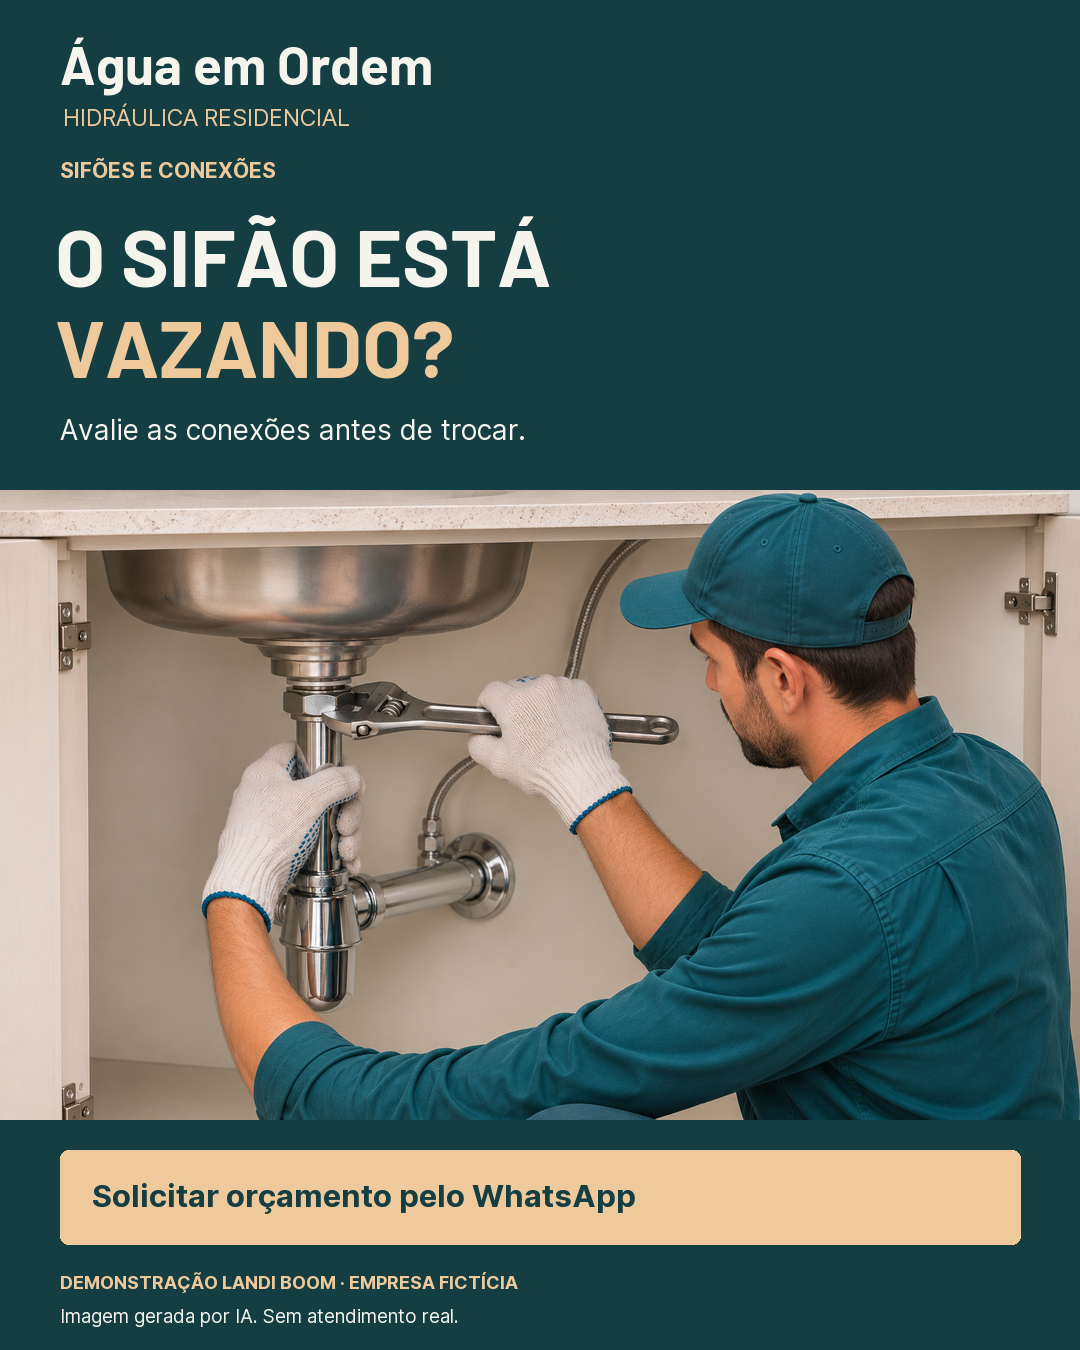 Água em Ordem
HIDRÁULICA RESIDENCIAL
SIFÕES E CONEXÕES
O SIFÃO ESTÁ
VAZANDO?
Avalie as conexões antes de trocar.
Solicitar orçamento pelo WhatsApp
DEMONSTRAÇÃO LANDI BOOM · EMPRESA FICTÍCIA
Imagem gerada por IA. Sem atendimento real.